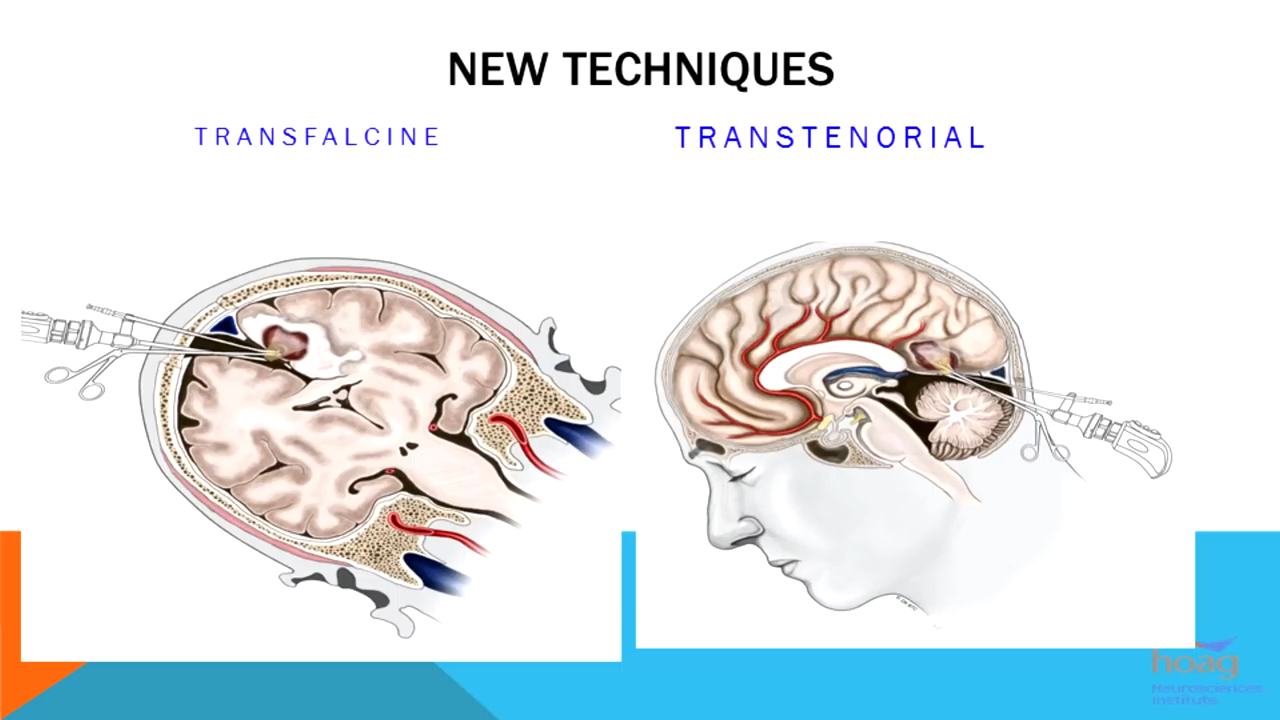 NEW TECHNIQUES
TRANSFALCINE
TRANSTENORIAL
hoag
Neurosciences
Institute